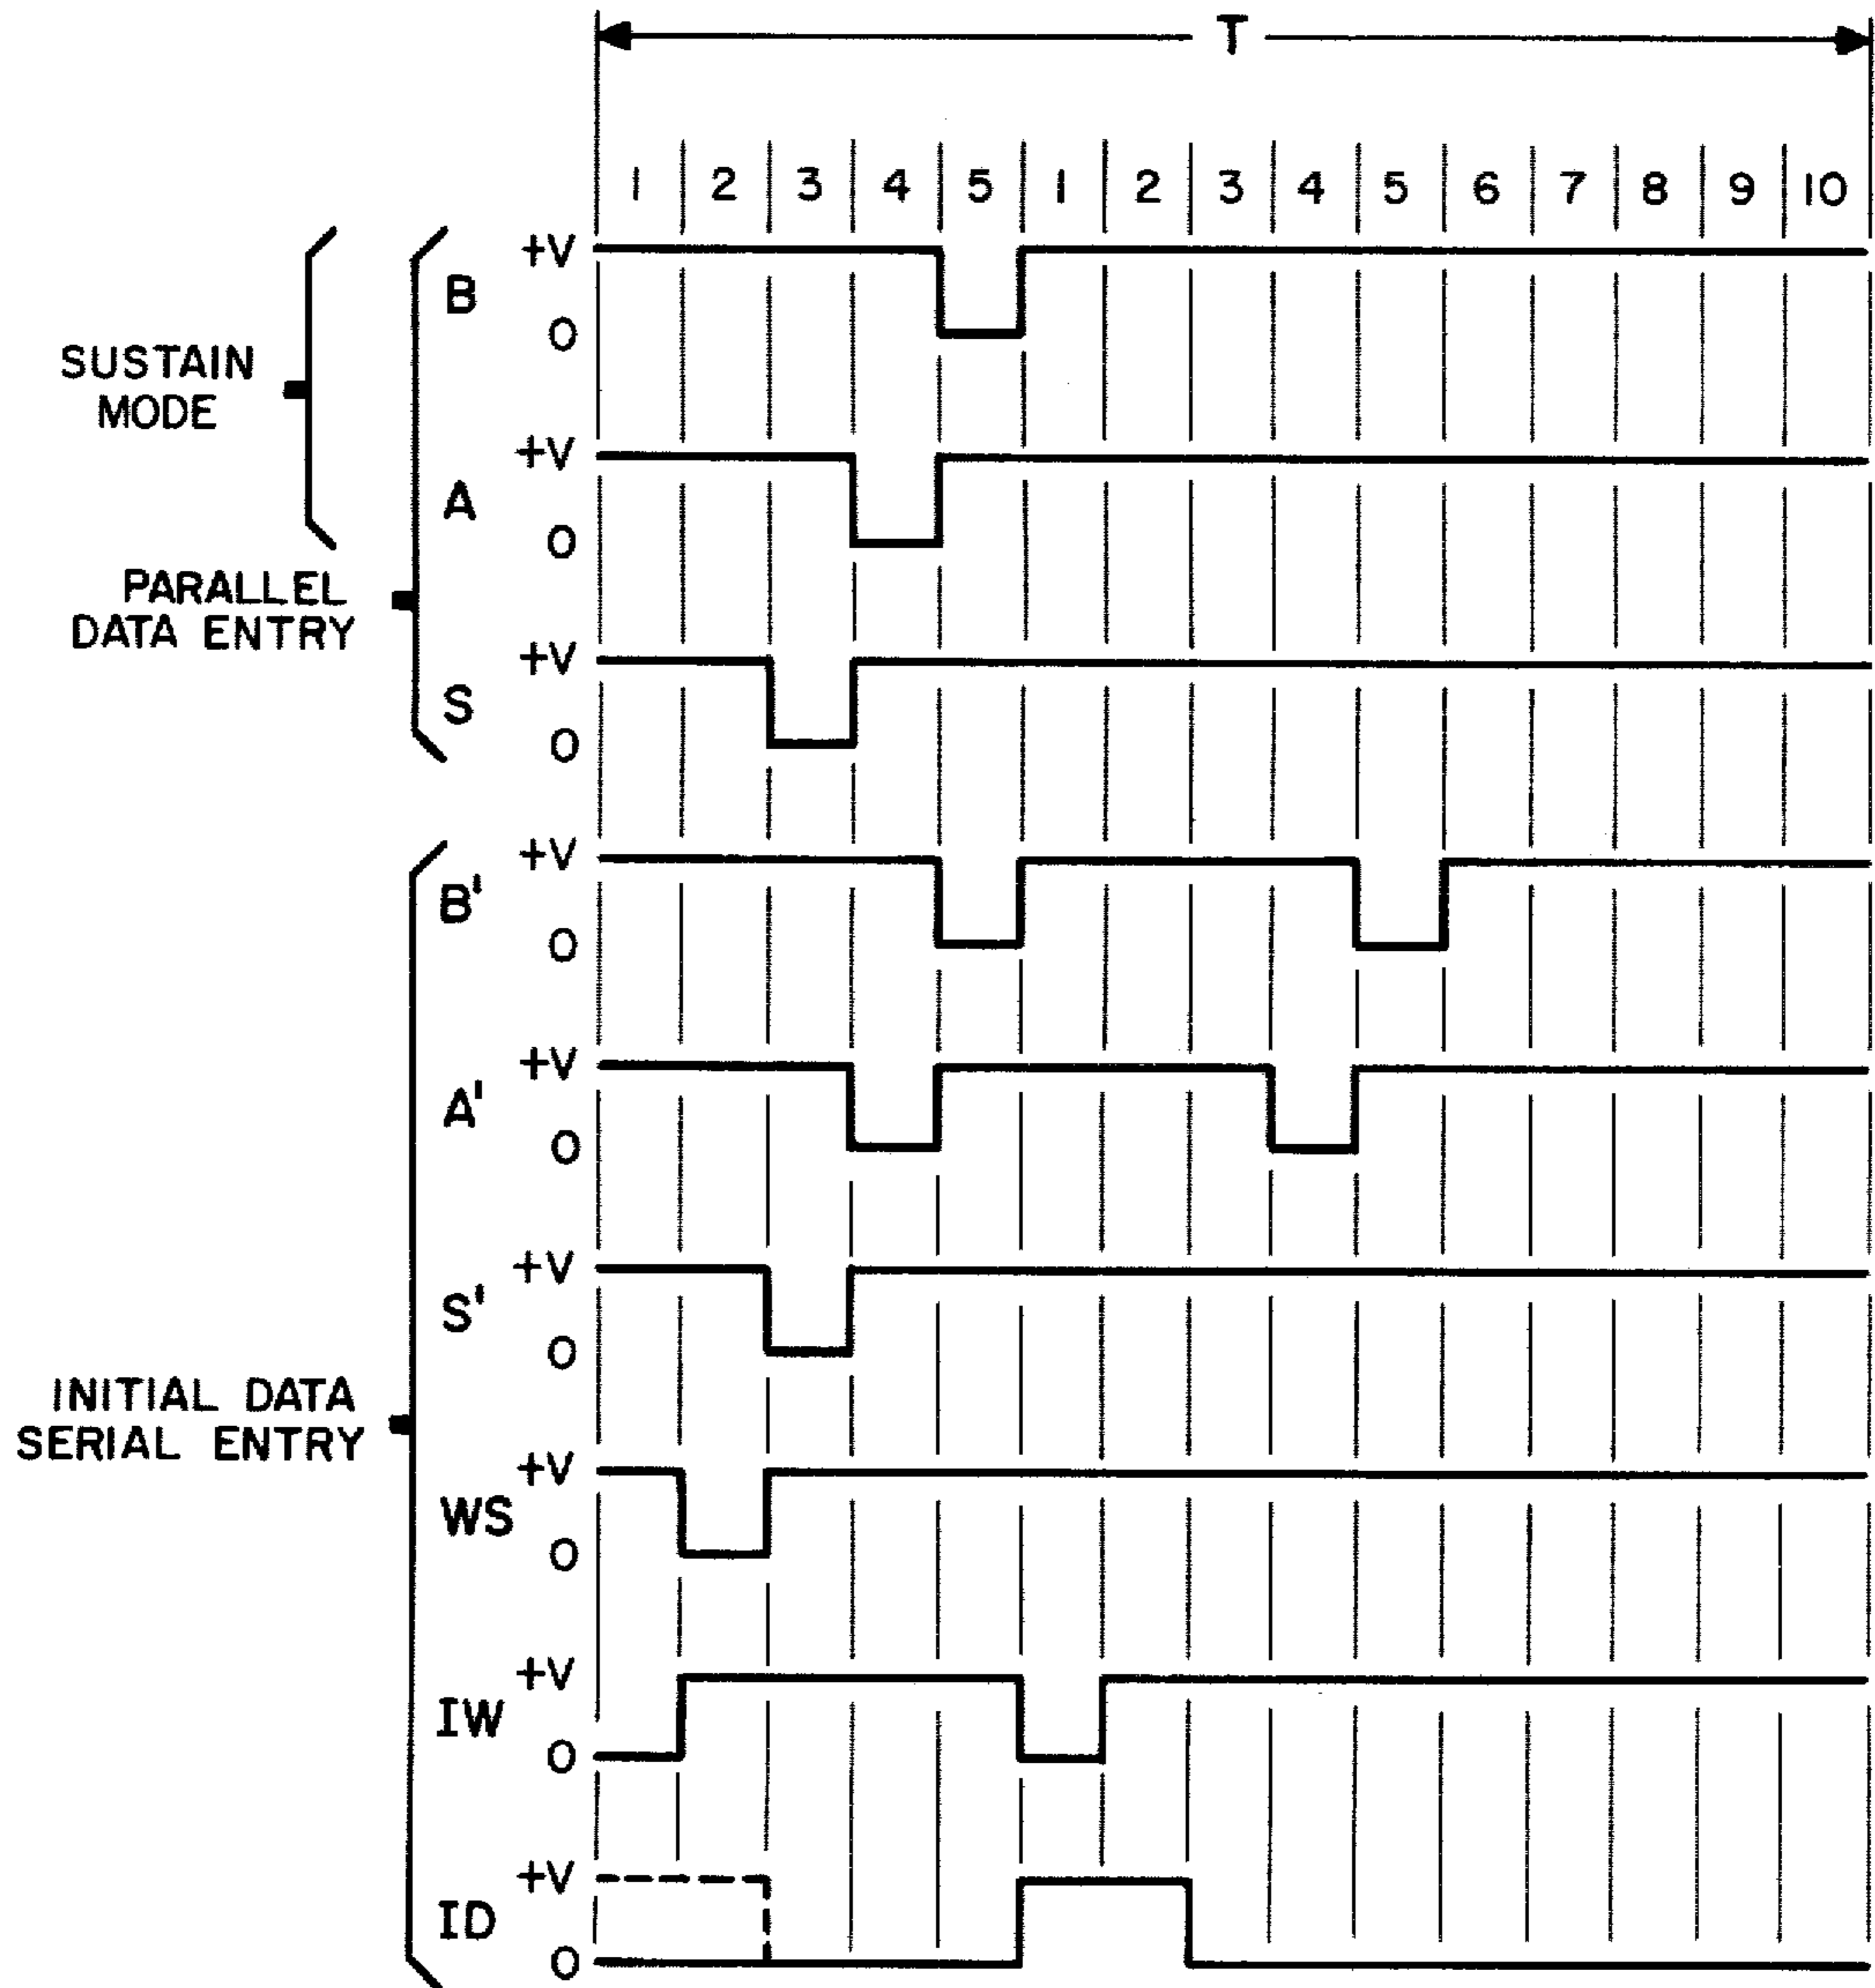 T
1 2 3 4 5 1 2 3 4 5 6 7 8 9 10
SUSTAIN
MODE
PARALLEL
DATA ENTRY
B +V
0
A +V
0
S +V
0
INITIAL DATA
SERIAL ENTRY
B' +V
0
A' +V
0
S' +V
0
WS +V
0
IW +V
0
ID +V
0